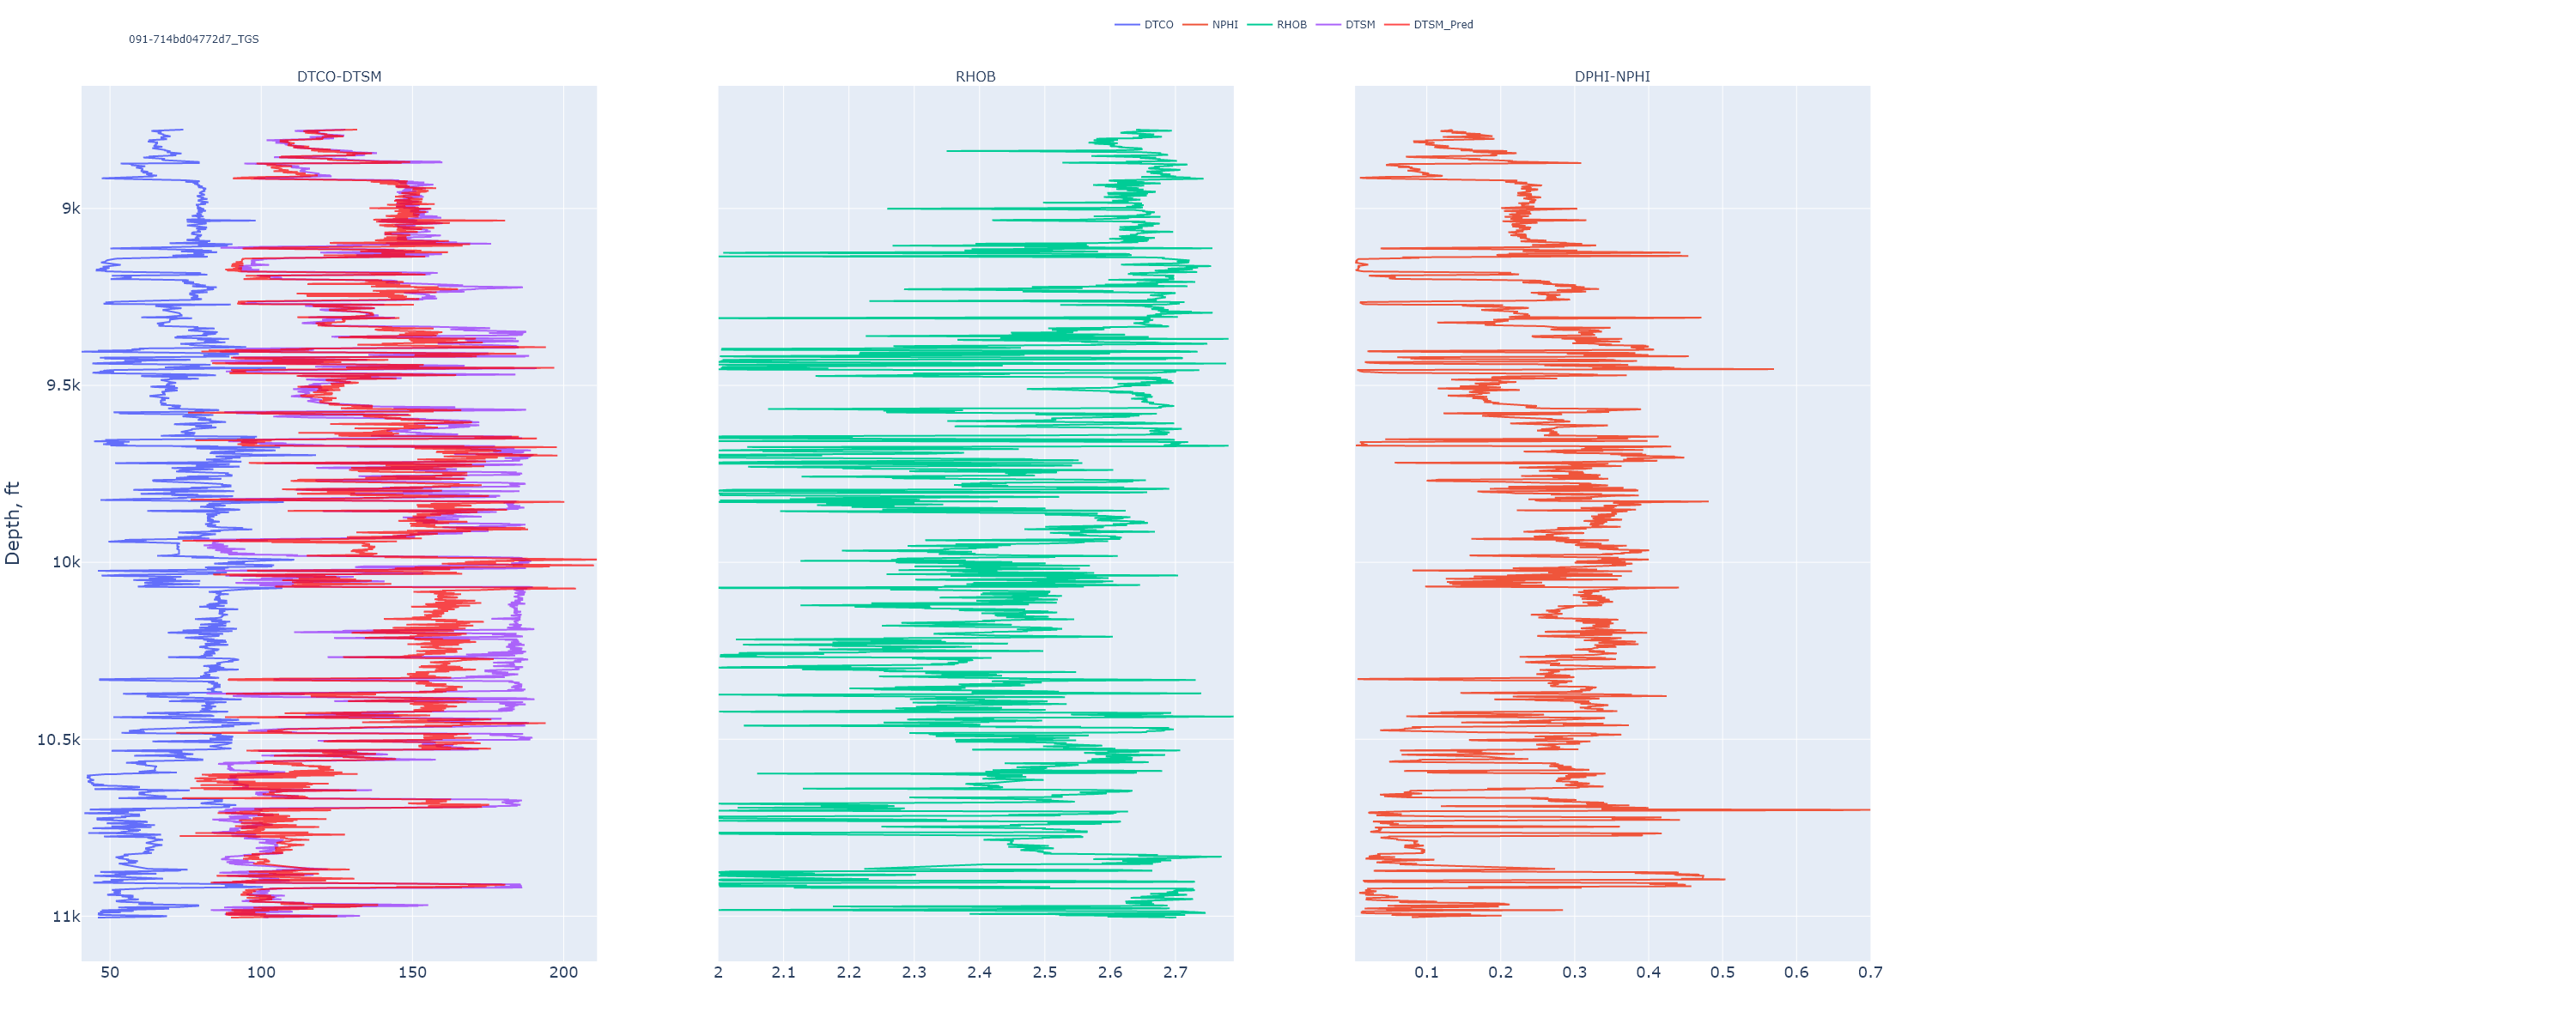 DTCO NPHI RHOB DTSM DTSM_Pred
091-714bd04772d7_TGS
DTCO-DTSM RHOB DPHI-NPHI
Depth, ft
9k
9.5k
10k
10.5k
11k
50 100 150 200
2 2.1 2.2 2.3 2.4 2.5 2.6 2.7
0.1 0.2 0.3 0.4 0.5 0.6 0.7